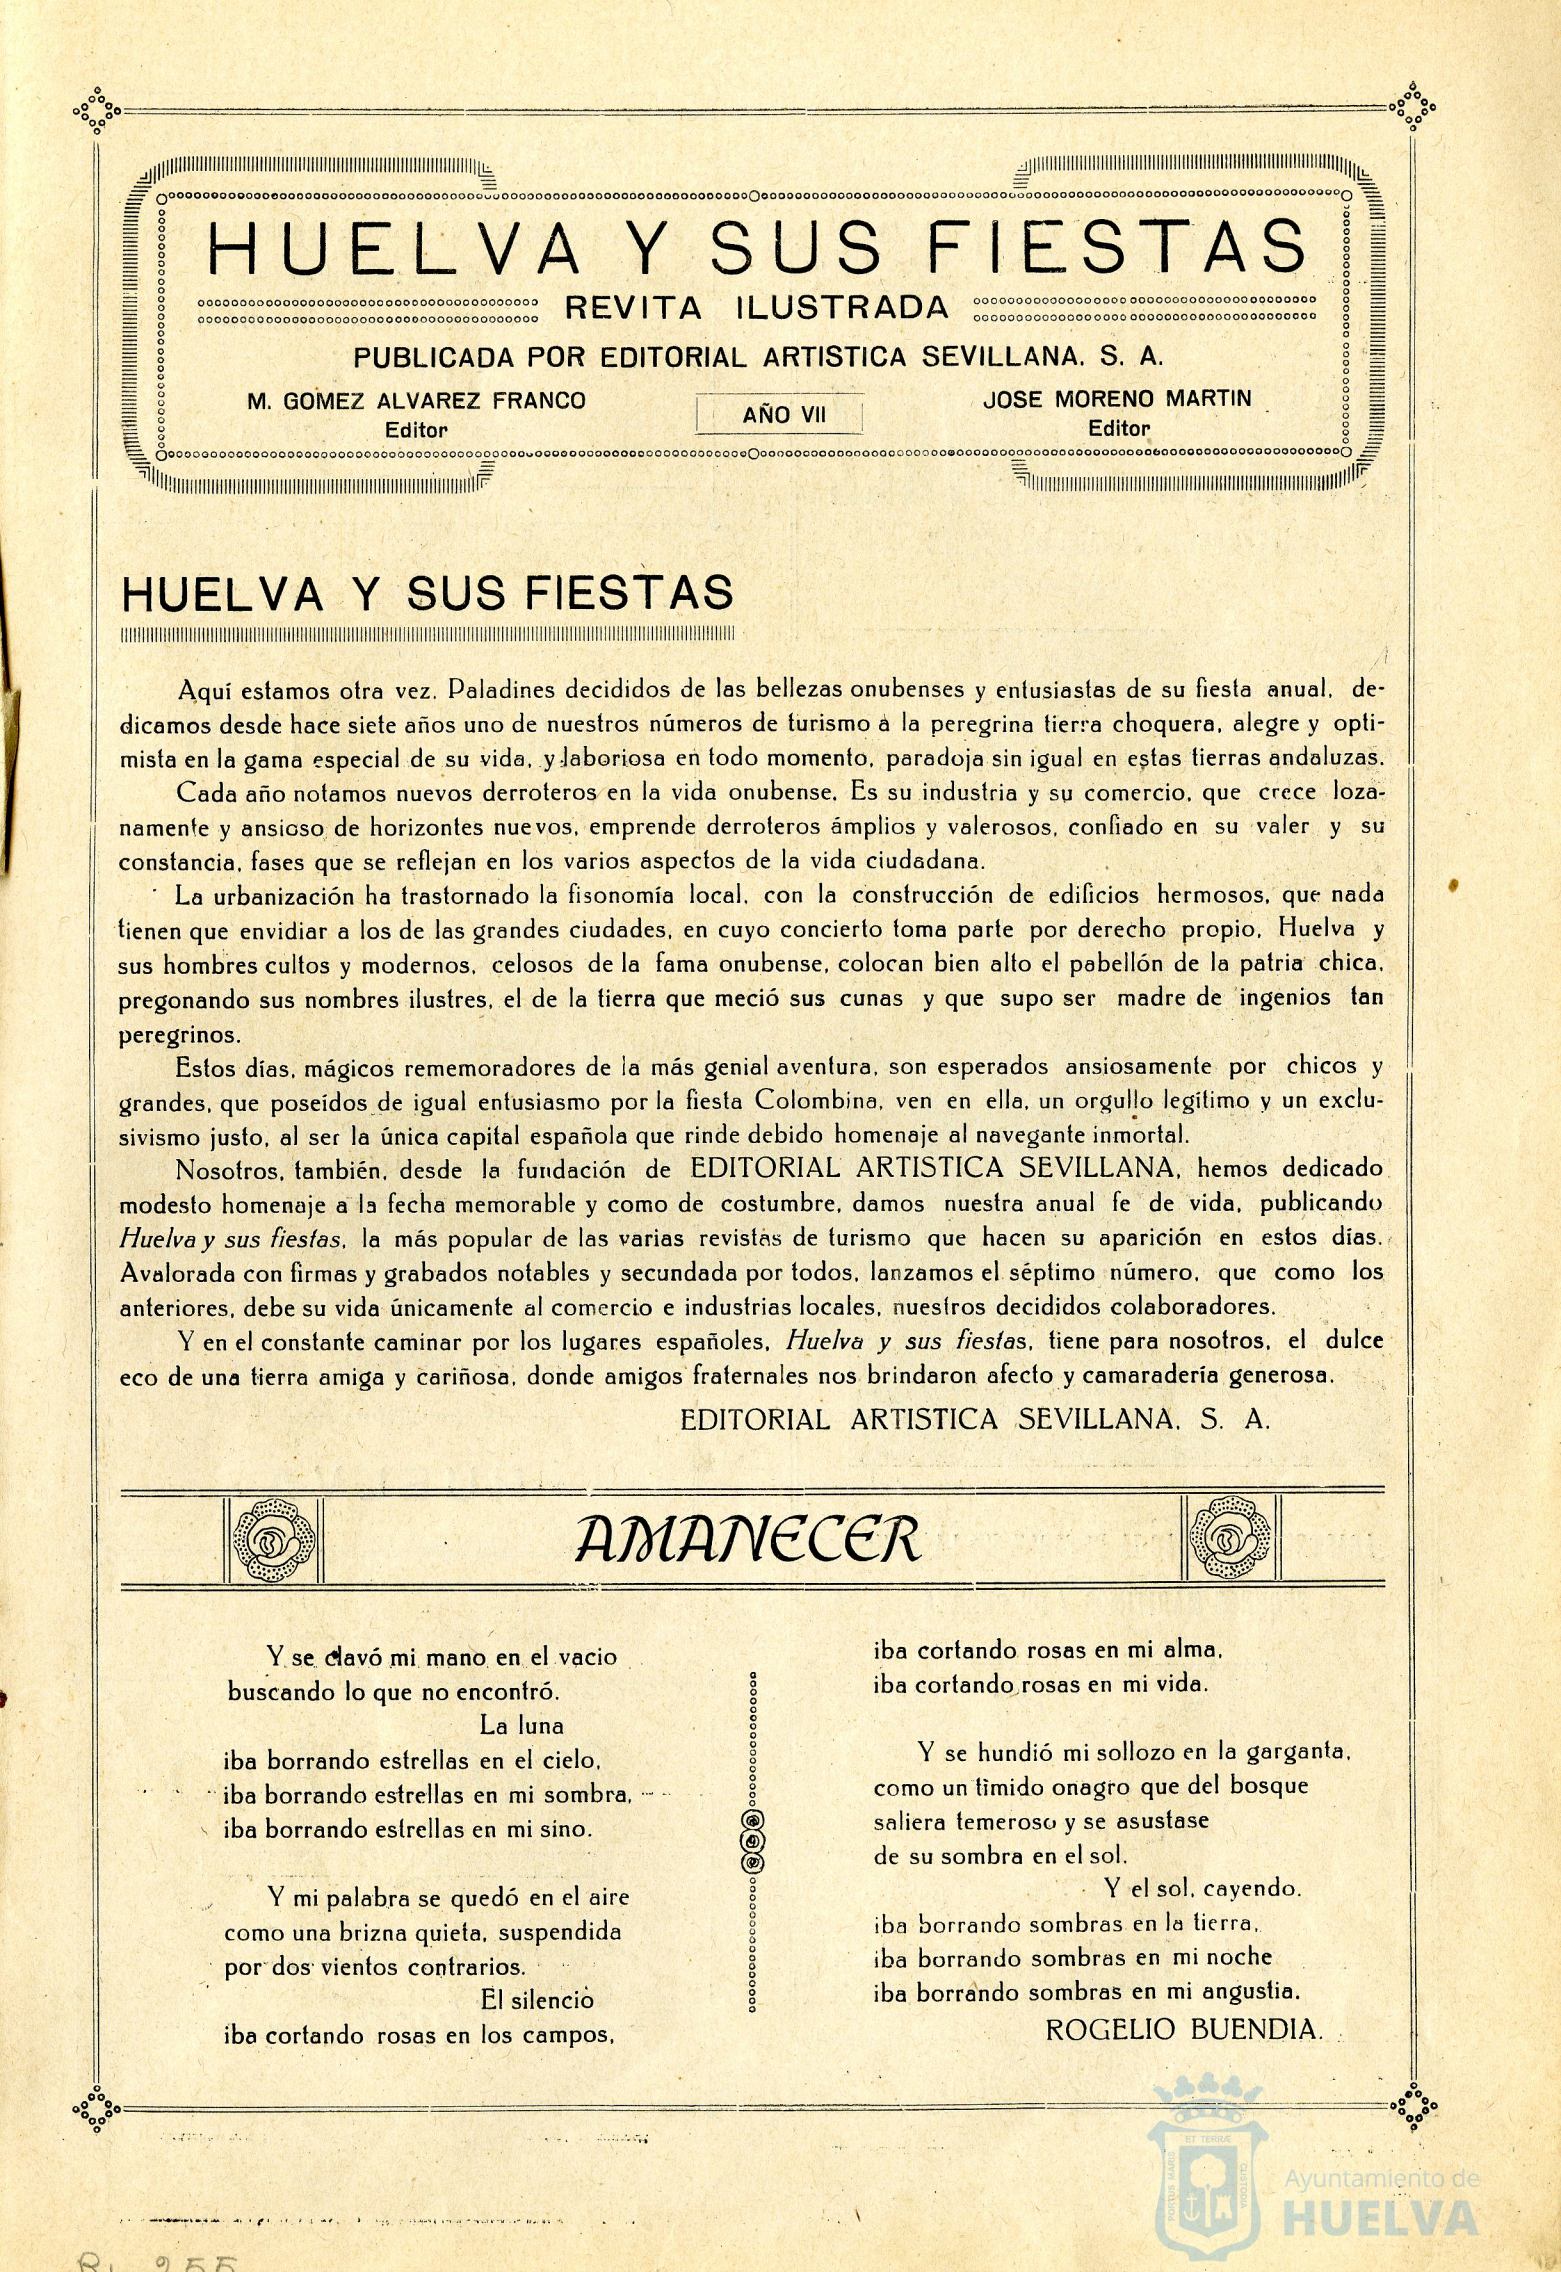 HUELVA Y SUS FIESTAS
REVITA ILUSTRADA
PUBLICADA POR EDITORIAL ARTISTICA SEVILLANA. S. A.
M. GOMEZ ALVAREZ FRANCO
Editor
AÑO VII
JOSE MORENO MARTIN
Editor
HUELVA Y SUS FIESTAS
Aquí estamos otra vez. Paladines decididos de las bellezas onubenses y entusiastas de su fiesta anual, de-
dicamos desde hace siete años uno de nuestros números de turismo à la peregrina tierra choquera, alegre y opti-
mista en la gama especial de su vida, y laboriosa en todo momento, paradoja sin igual en estas tierras andaluzas.
Cada año notamos nuevos derroteros en la vida onubense. Es su industria y su comercio, que crece loza-
namente y ansioso de horizontes nuevos, emprende derroteros ámplios y valerosos, confiado en su valer y su
constancia, fases que se reflejan en los varios aspectos de la vida ciudadana.
La urbanización ha trastornado la fisonomía local, con la construcción de edificios hermosos, que nada
tienen que envidiar a los de las grandes ciudades, en cuyo concierto toma parte por derecho propio, Huelva y
sus hombres cultos y modernos, celosos de la fama onubense, colocan bien alto el pabellón de la patria chica,
pregonando sus nombres ilustres, el de la tierra que meció sus cunas y que supo ser madre de ingenios tan
peregrinos.
Estos días, mágicos rememoradores de la más genial aventura, son esperados ansiosamente por chicos y
grandes, que poseídos de igual entusiasmo por la fiesta Colombina, ven en ella, un orgullo legítimo y un exclu-
sivismo justo, al ser la única capital española que rinde debido homenaje al navegante inmortal.
Nosotros, también, desde la fundación de EDITORIAL ARTISTICA SEVILLANA, hemos dedicado
modesto homenaje a la fecha memorable y como de costumbre, damos nuestra anual fe de vida, publicando
Huelva y sus fiestas, la más popular de las varias revistas de turismo que hacen su aparición en estos días.
Avalorada con firmas y grabados notables y secundada por todos, lanzamos el séptimo número, que como los
anteriores, debe su vida únicamente al comercio e industrias locales, nuestros decididos colaboradores.
Y en el constante caminar por los lugares españoles, Huelva y sus fiestas, tiene para nosotros, el dulce
eco de una tierra amiga y cariñosa, donde amigos fraternales nos brindaron afecto y camaradería generosa.
EDITORIAL ARTISTICA SEVILLANA. S. A.
AMANECER
Y se clavó mi mano en el vacio
buscando lo que no encontró.
La luna
iba borrando estrellas en el cielo,
iba borrando estrellas en mi sombra,
iba borrando estrellas en mi sino.
Y mi palabra se quedó en el aire
como una brizna quieta, suspendida
por dos vientos contrarios.
El silencio
iba cortando rosas en los campos,
iba cortando rosas en mi alma,
iba cortando rosas en mi vida.
Y se hundió mi sollozo en la garganta,
como un tímido onagro que del bosque
saliera temeroso y se asustase
de su sombra en el sol.
Y el sol, cayendo.
iba borrando sombras en la tierra,
iba borrando sombras en mi noche
iba borrando sombras en mi angustia.
ROGELIO BUENDIA.
ET TERRÆ
PORTUS MARIS
CUSTODIA
Ayuntamiento de
HUELVA